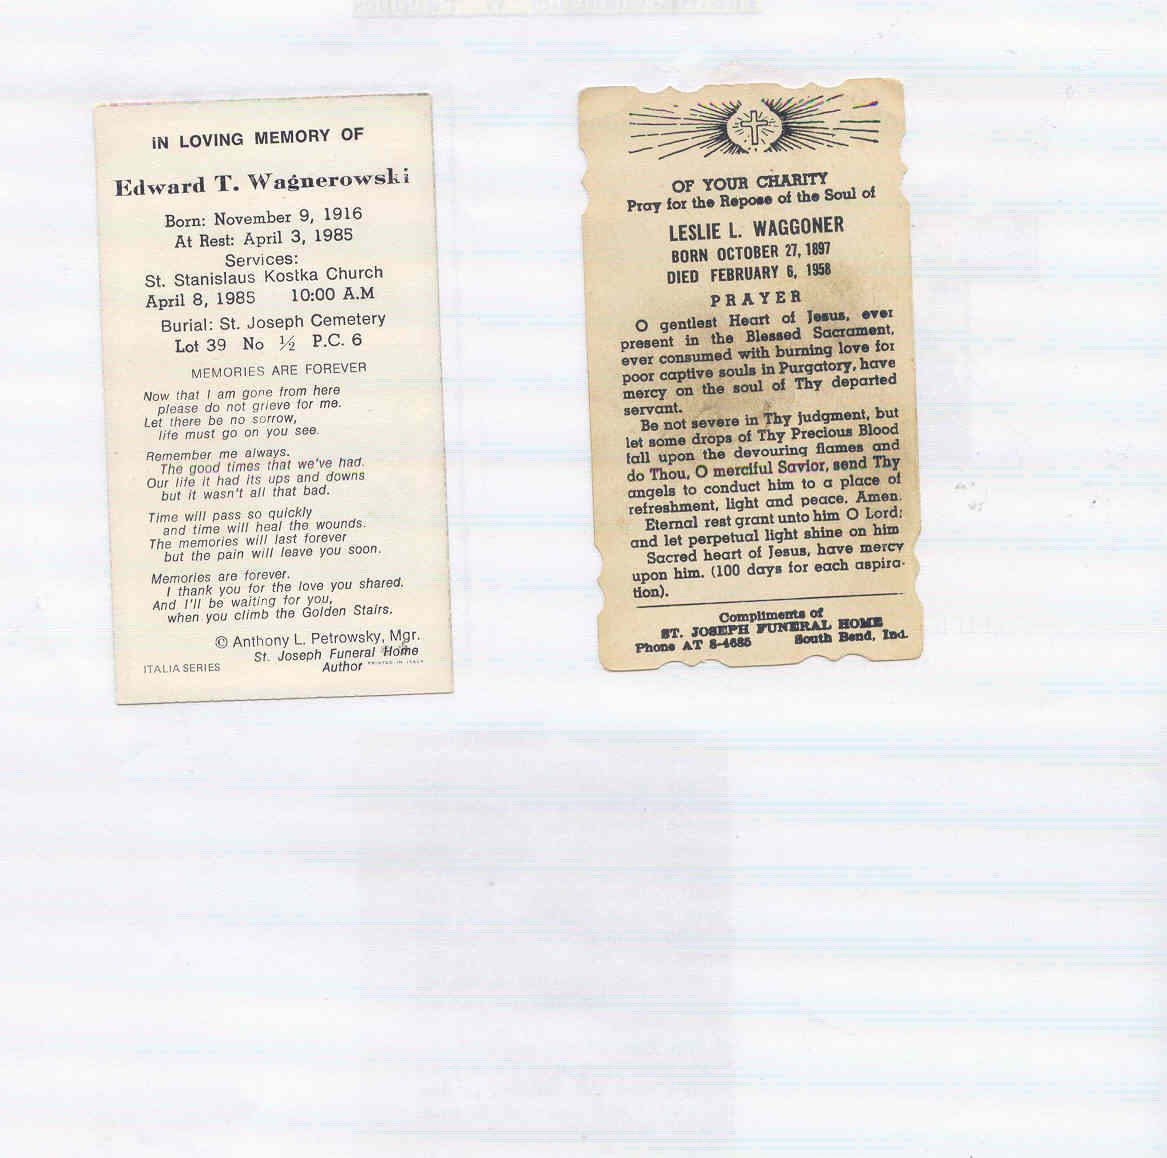 IN LOVING MEMORY OF
Edward T. Wagnerowski
Born: November 9, 1916
At Rest: April 3, 1985
Services:
St. Stanislaus Kostka Church
April 8, 1985 10:00 A.M
Burial: St. Joseph Cemetery
Lot 39 No ½ P.C. 6
MEMORIES ARE FOREVER
Now that I am gone from here
please do not grieve for me.
Let there be no sorrow,
life must go on you see.
Remember me always.
The good times that we've had.
Our life it had its ups and downs
but it wasn't all that bad.
Time will pass so quickly
and time will heal the wounds.
The memories will last forever
but the pain will leave you soon.
Memories are forever.
I thank you for the love you shared.
And I'll be waiting for you,
when you climb the Golden Stairs.
© Anthony L. Petrowsky, Mgr.
St. Joseph Funeral Home
ITALIA SERIES Author PRINTED IN ITALY
OF YOUR CHARITY
Pray for the Repose of the Soul of
LESLIE L. WAGGONER
BORN OCTOBER 27, 1897
DIED FEBRUARY 6, 1958
PRAYER
O gentlest Heart of Jesus, ever
present in the Blessed Sacrament,
ever consumed with burning love for
poor captive souls in Purgatory, have
mercy on the soul of Thy departed
servant.
Be not severe in Thy judgment, but
let some drops of Thy Precious Blood
fall upon the devouring flames and
do Thou, O merciful Savior, send Thy
angels to conduct him to a place of
refreshment, light and peace. Amen.
Eternal rest grant unto him O Lord;
and let perpetual light shine on him
Sacred heart of Jesus, have mercy
upon him. (100 days for each aspira-
tion).
Compliments of
ST. JOSEPH FUNERAL HOME
Phone AT 8-4685 South Bend, Ind.